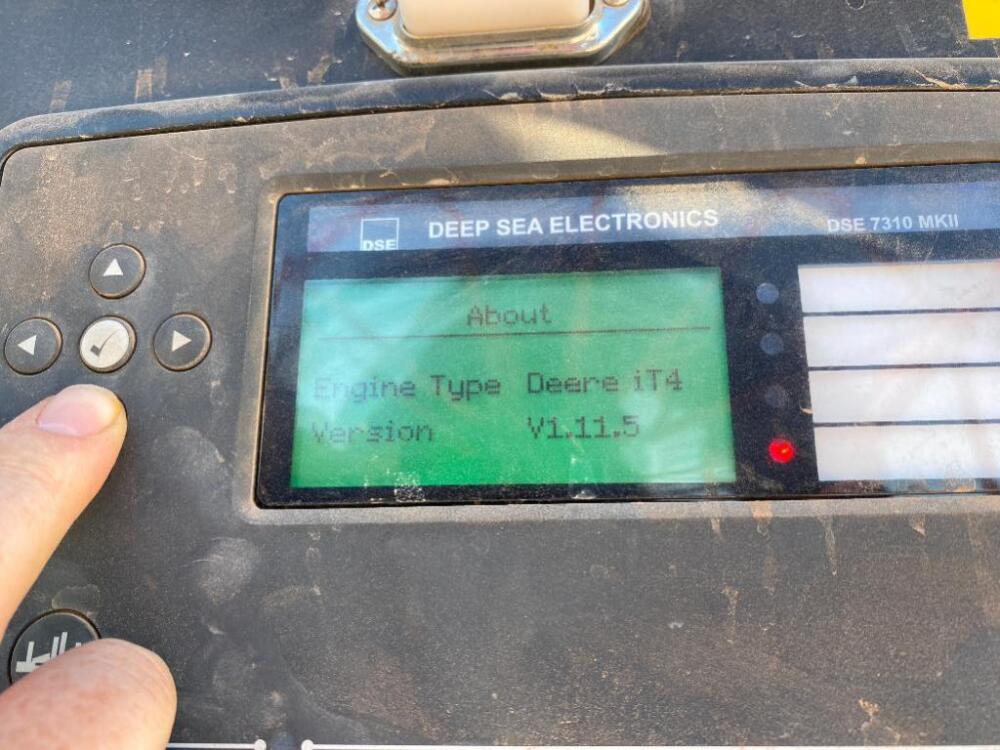 DSE
DEEP SEA ELECTRONICS
DSE 7310 MKII
About
Engine Type Deere iT4
Version V1.11.5